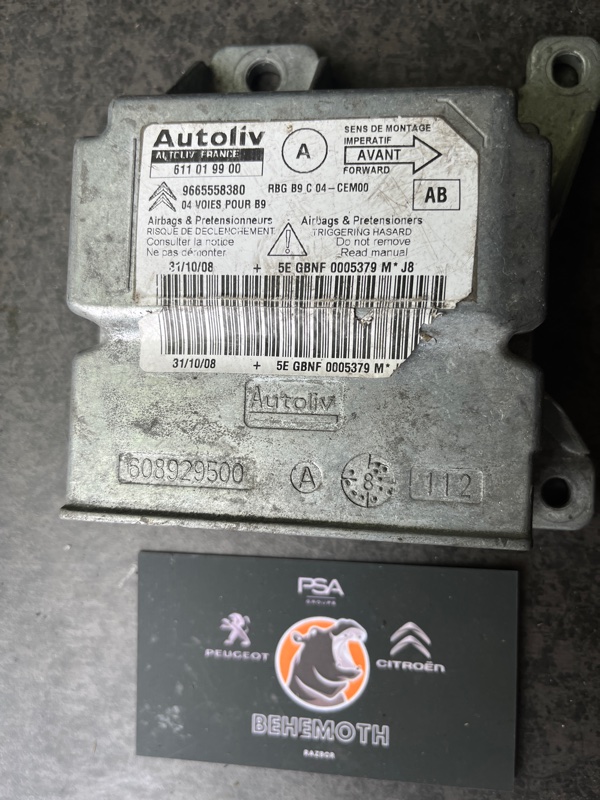 Autoliv
AUTOLIV FRANCE
611 01 99 00
A
SENS DE MONTAGE
IMPERATIF
AVANT
FORWARD
9665558380
RBG B9 C 04-CEM00
04 VOIES POUR B9
AB
Airbags & Pretensionneurs
RISQUE DE DECLENCHEMENT
Consulter la notice
Ne pas démonter
Airbags & Pretensioners
TRIGGERING HASARD
Do not remove
Read manual
31/10/08 + 5E GBNF 0005379 M* J8
31/10/08 + 5E GBNF 0005379 M*
Autoliv
608929500
A
8
112
PSA
GROUPE
PEUGEOT
CITROËN
BEHEMOTH
RAZBOR